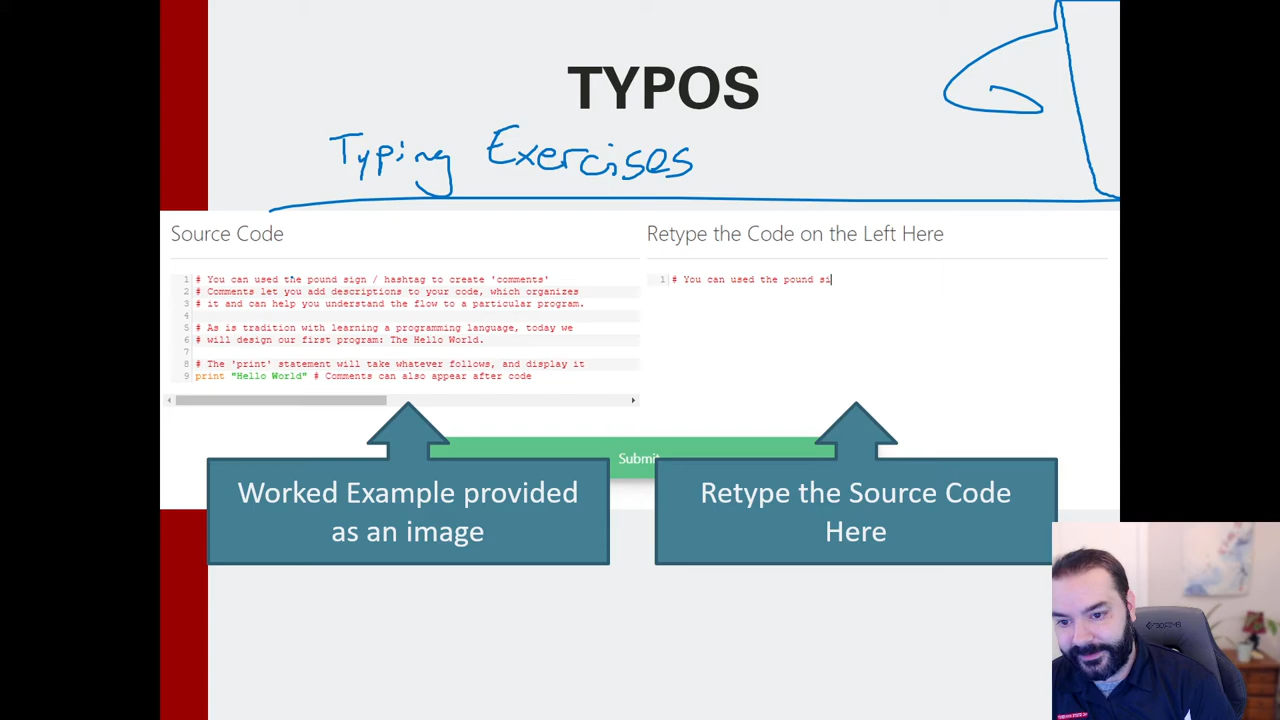 TYPOS
Typing Exercises
Source Code
1 # You can used the pound sign / hashtag to create 'comments'
2 # Comments let you add descriptions to your code, which organizes
3 # it and can help you understand the flow to a particular program.
4
5 # As is tradition with learning a programming language, today we
6 # will design our first program: The Hello World.
7
8 # The 'print' statement will take whatever follows, and display it
9 print "Hello World" # Comments can also appear after code
Retype the Code on the Left Here
1 # You can used the pound si
Submit
Worked Example provided
as an image
Retype the Source Code
Here